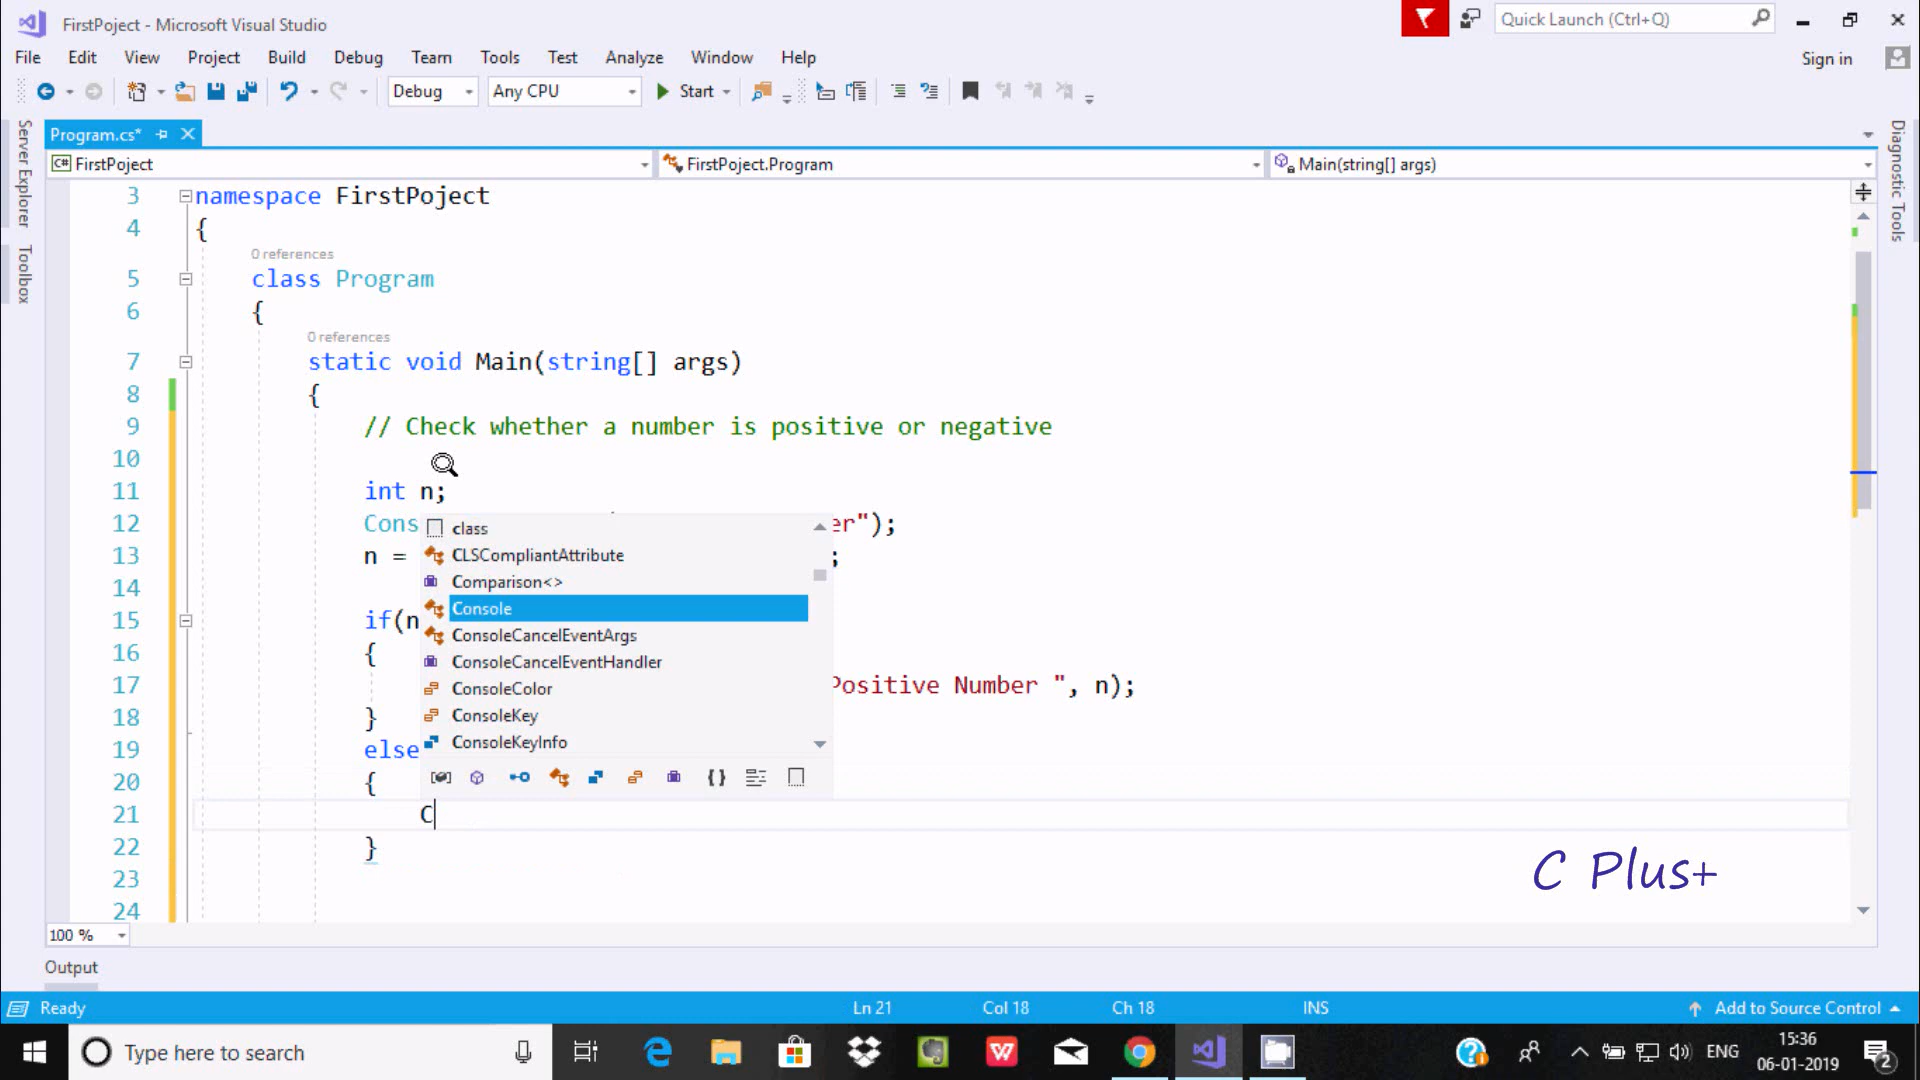 FirstPoject - Microsoft Visual Studio
Quick Launch (Ctrl+Q)
File Edit View Project Build Debug Team Tools Test Analyze Window Help
Sign in
Debug Any CPU Start
Server Explorer
Toolbox
Diagnostic Tools
Program.cs*
C# FirstPoject FirstPoject.Program Main(string[] args)
3 namespace FirstPoject
4 {
0 references
5 class Program
6 {
0 references
7 static void Main(string[] args)
8 {
9 // Check whether a number is positive or negative
10
11 int n;
12 Cons er");
13 n = ;
14
15 if(n
16 {
17 Positive Number ", n);
18 }
19 else
20 {
21 C
22 }
23
24
class
CLSCompliantAttribute
Comparison<>
Console
ConsoleCancelEventArgs
ConsoleCancelEventHandler
ConsoleColor
ConsoleKey
ConsoleKeyInfo
C Plus+
100 %
Output
Ready Ln 21 Col 18 Ch 18 INS Add to Source Control
Type here to search
ENG
15:36
06-01-2019
2